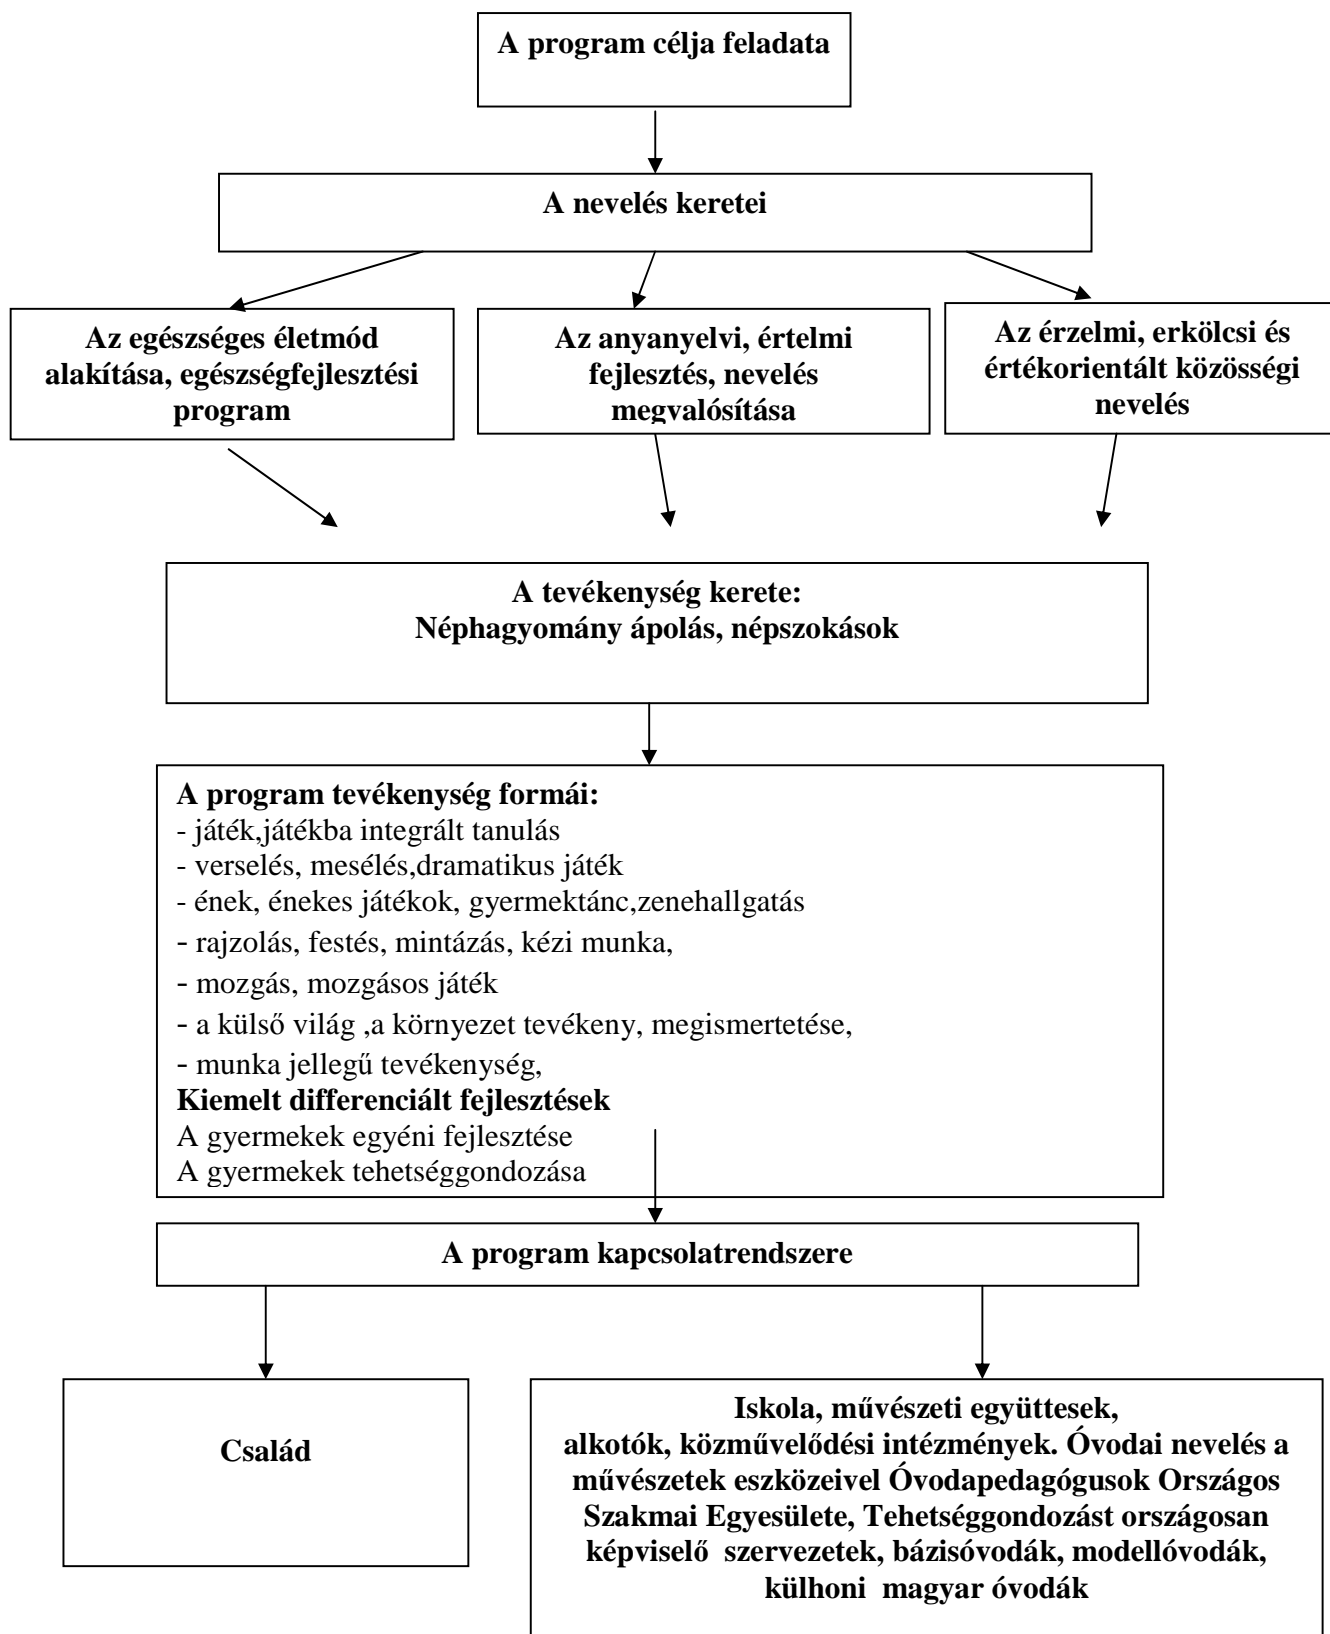 A program célja feladata
A nevelés keretei
Az egészséges életmód
alakítása, egészségfejlesztési
program
Az anyanyelvi, értelmi
fejlesztés, nevelés
megvalósítása
Az érzelmi, erkölcsi és
értékorientált közösségi
nevelés
A tevékenység kerete:
Néphagyomány ápolás, népszokások
A program tevékenység formái:
- játék,játékba integrált tanulás
- verselés, mesélés,dramatikus játék
- ének, énekes játékok, gyermektánc,zenehallgatás
- rajzolás, festés, mintázás, kézi munka,
- mozgás, mozgásos játék
- a külső világ ,a környezet tevékeny, megismertetése,
- munka jellegű tevékenység,
Kiemelt differenciált fejlesztések
A gyermekek egyéni fejlesztése
A gyermekek tehetséggondozása
A program kapcsolatrendszere
Család
Iskola, művészeti együttesek,
alkotók, közművelődési intézmények. Óvodai nevelés a
művészetek eszközeivel Óvodapedagógusok Országos
Szakmai Egyesülete, Tehetséggondozást országosan
képviselő szervezetek, bázisóvodák, modellóvodák,
külhoni magyar óvodák